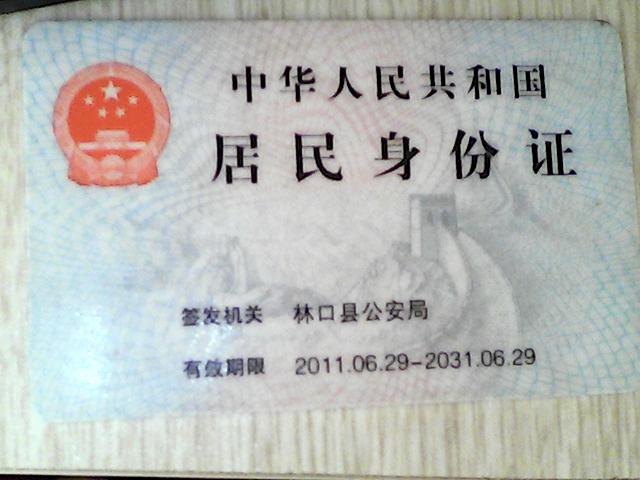 中华人民共和国
居民身份证
签发机关 林口县公安局
有效期限 2011.06.29-2031.06.29